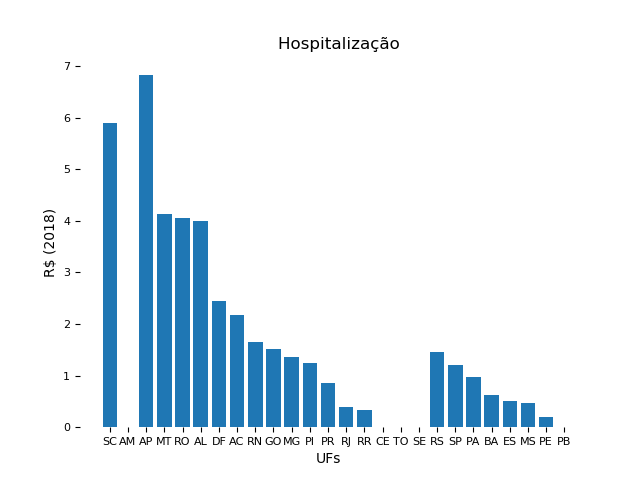 Hospitalização
7
6
5
4
3
2
1
0
R$ (2018)
SC AM AP MT RO AL DF AC RN GO MG PI PR RJ RR CE TO SE RS SP PA BA ES MS PE PB
UFs